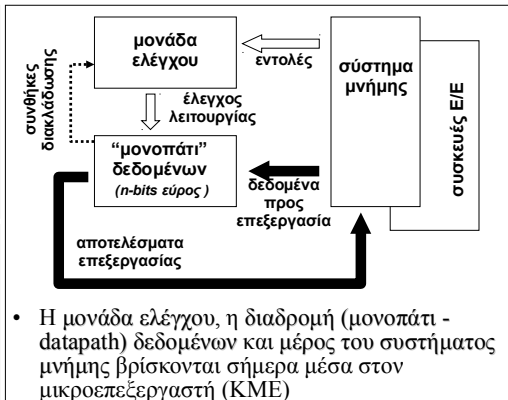 μονάδα
ελέγχου
εντολές
σύστημα
μνήμης
συσκευές Ε/Ε
συνθήκες
διακλάδωσης
έλεγχος
λειτουργίας
“μονοπάτι”
δεδομένων
(n-bits εύρος )
δεδομένα
προς
επεξεργασία
αποτελέσματα
επεξεργασίας
• Η μονάδα ελέγχου, η διαδρομή (μονοπάτι -
datapath) δεδομένων και μέρος του συστήματος
μνήμης βρίσκονται σήμερα μέσα στον
μικροεπεξεργαστή (ΚΜΕ)